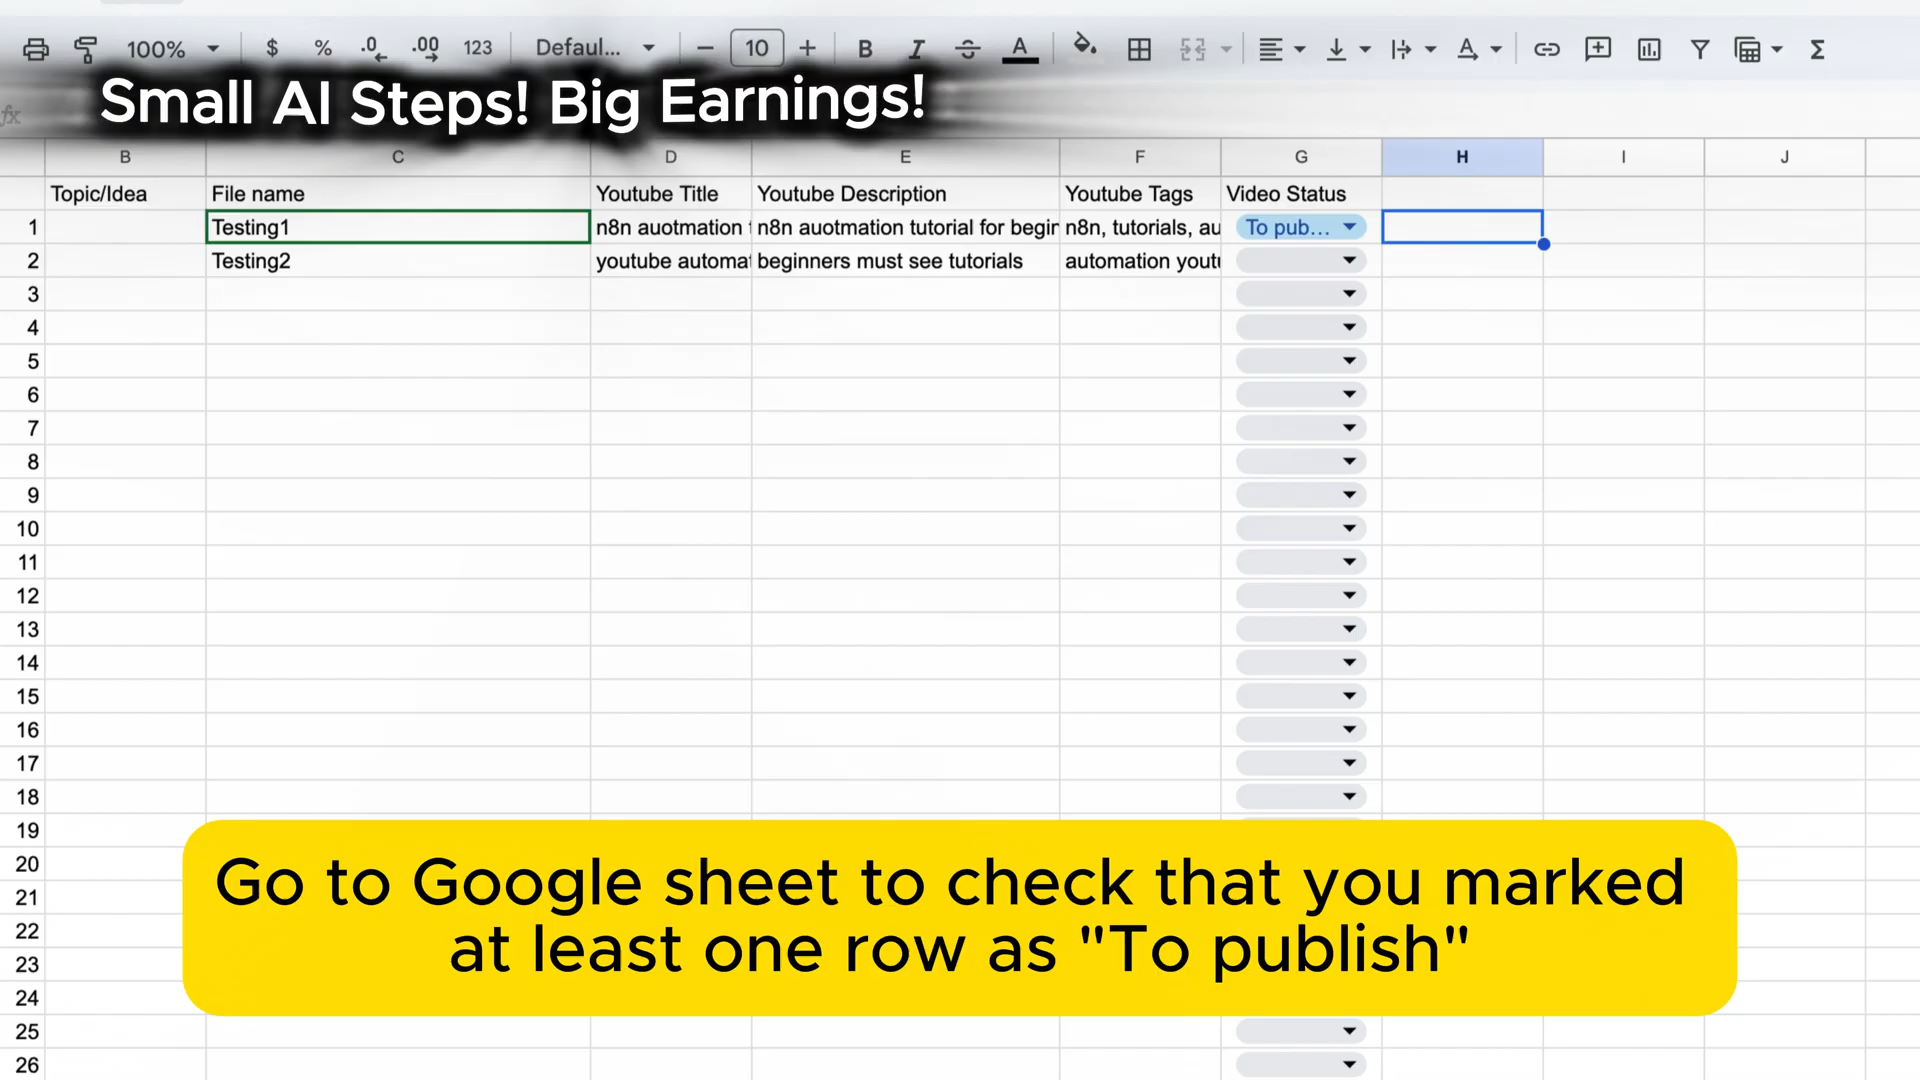 100% $ % .0 .00 123 Defaul... 10 B I S A A Σ
Small AI Steps! Big Earnings!
fx
B C D E F G H I J
Topic/Idea File name Youtube Title Youtube Description Youtube Tags Video Status
1 Testing1 n8n auotmation n8n auotmation tutorial for begin n8n, tutorials, au To pub...
2 Testing2 youtube automat beginners must see tutorials automation yout
3
4
5
6
7
8
9
10
11
12
13
14
15
16
17
18
19
20
21
22
23
24
25
26
Go to Google sheet to check that you marked
at least one row as "To publish"